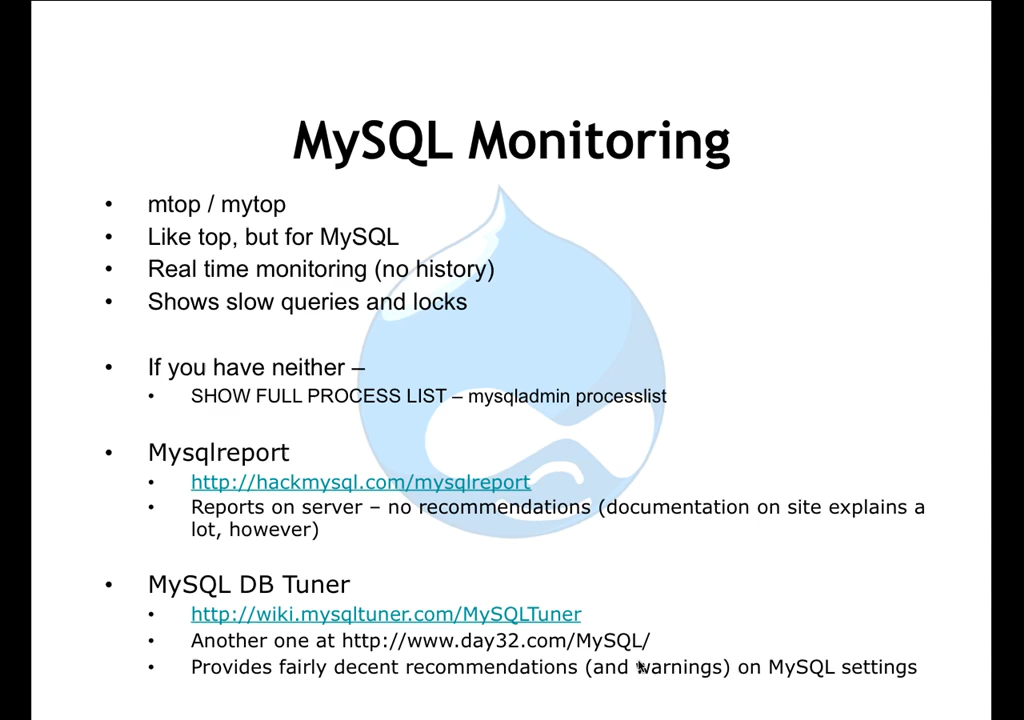 MySQL Monitoring
• mtop / mytop
• Like top, but for MySQL
• Real time monitoring (no history)
• Shows slow queries and locks
• If you have neither –
• SHOW FULL PROCESS LIST – mysqladmin processlist
• Mysqlreport
• http://hackmysql.com/mysqlreport
• Reports on server – no recommendations (documentation on site explains a
lot, however)
• MySQL DB Tuner
• http://wiki.mysqltuner.com/MySQLTuner
• Another one at http://www.day32.com/MySQL/
• Provides fairly decent recommendations (and warnings) on MySQL settings